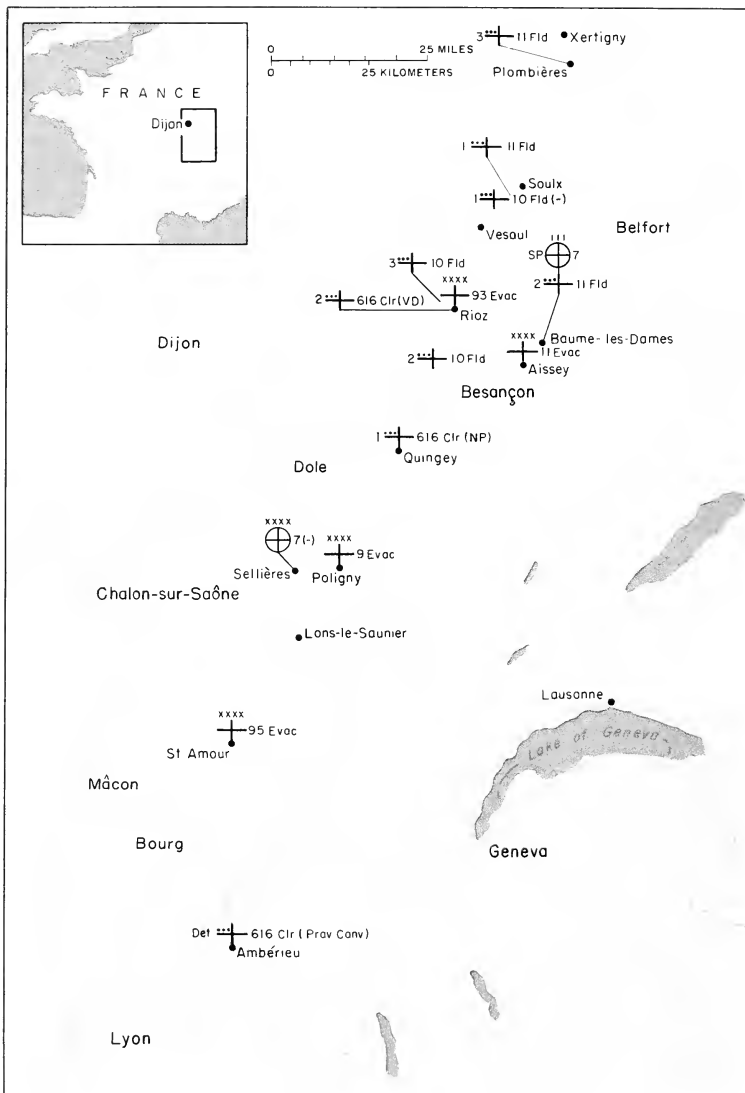 FRANCE
Dijon
0 25 MILES
0 25 KILOMETERS
3 11 Fld
Xertigny
Plombières
1 11 Fld
Soulx
1 10 Fld (-)
Vesoul
Belfort
III
SP 7
3 10 Fld
2 11 Fld
xxxx
93 Evac
2 616 Clr (VD)
Rioz
Dijon
Baume-les-Dames
xxxx
11 Evac
2 10 Fld
Aissey
Besançon
1 616 Clr (NP)
Quingey
Dole
xxxx
7 (-)
xxxx
9 Evac
Sellières
Poligny
Chalon-sur-Saône
Lons-le-Saunier
Lausanne
xxxx
95 Evac
St Amour
Lake of Geneva
Mâcon
Bourg
Geneva
Det 616 Clr (Prov Conv)
Ambérieu
Lyon